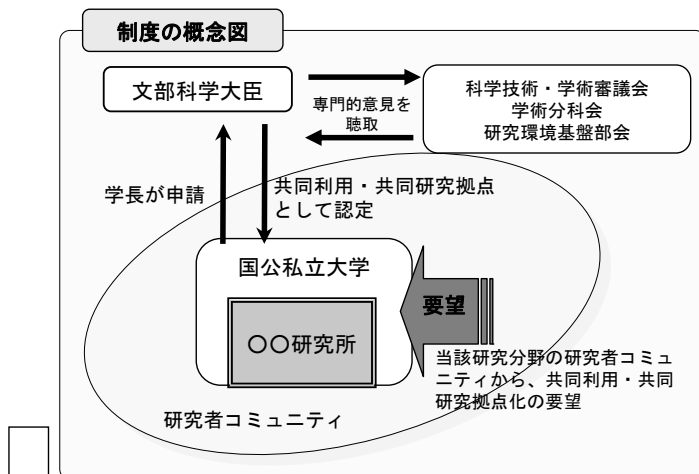 制度の概念図
文部科学大臣
専門的意見を
聴取
科学技術・学術審議会
学術分科会
研究環境基盤部会
学長が申請
共同利用・共同研究拠点
として認定
国公私立大学
〇〇研究所
要望
当該研究分野の研究者コミュ
ニティから、共同利用・共同
研究拠点化の要望
研究者コミュニティ